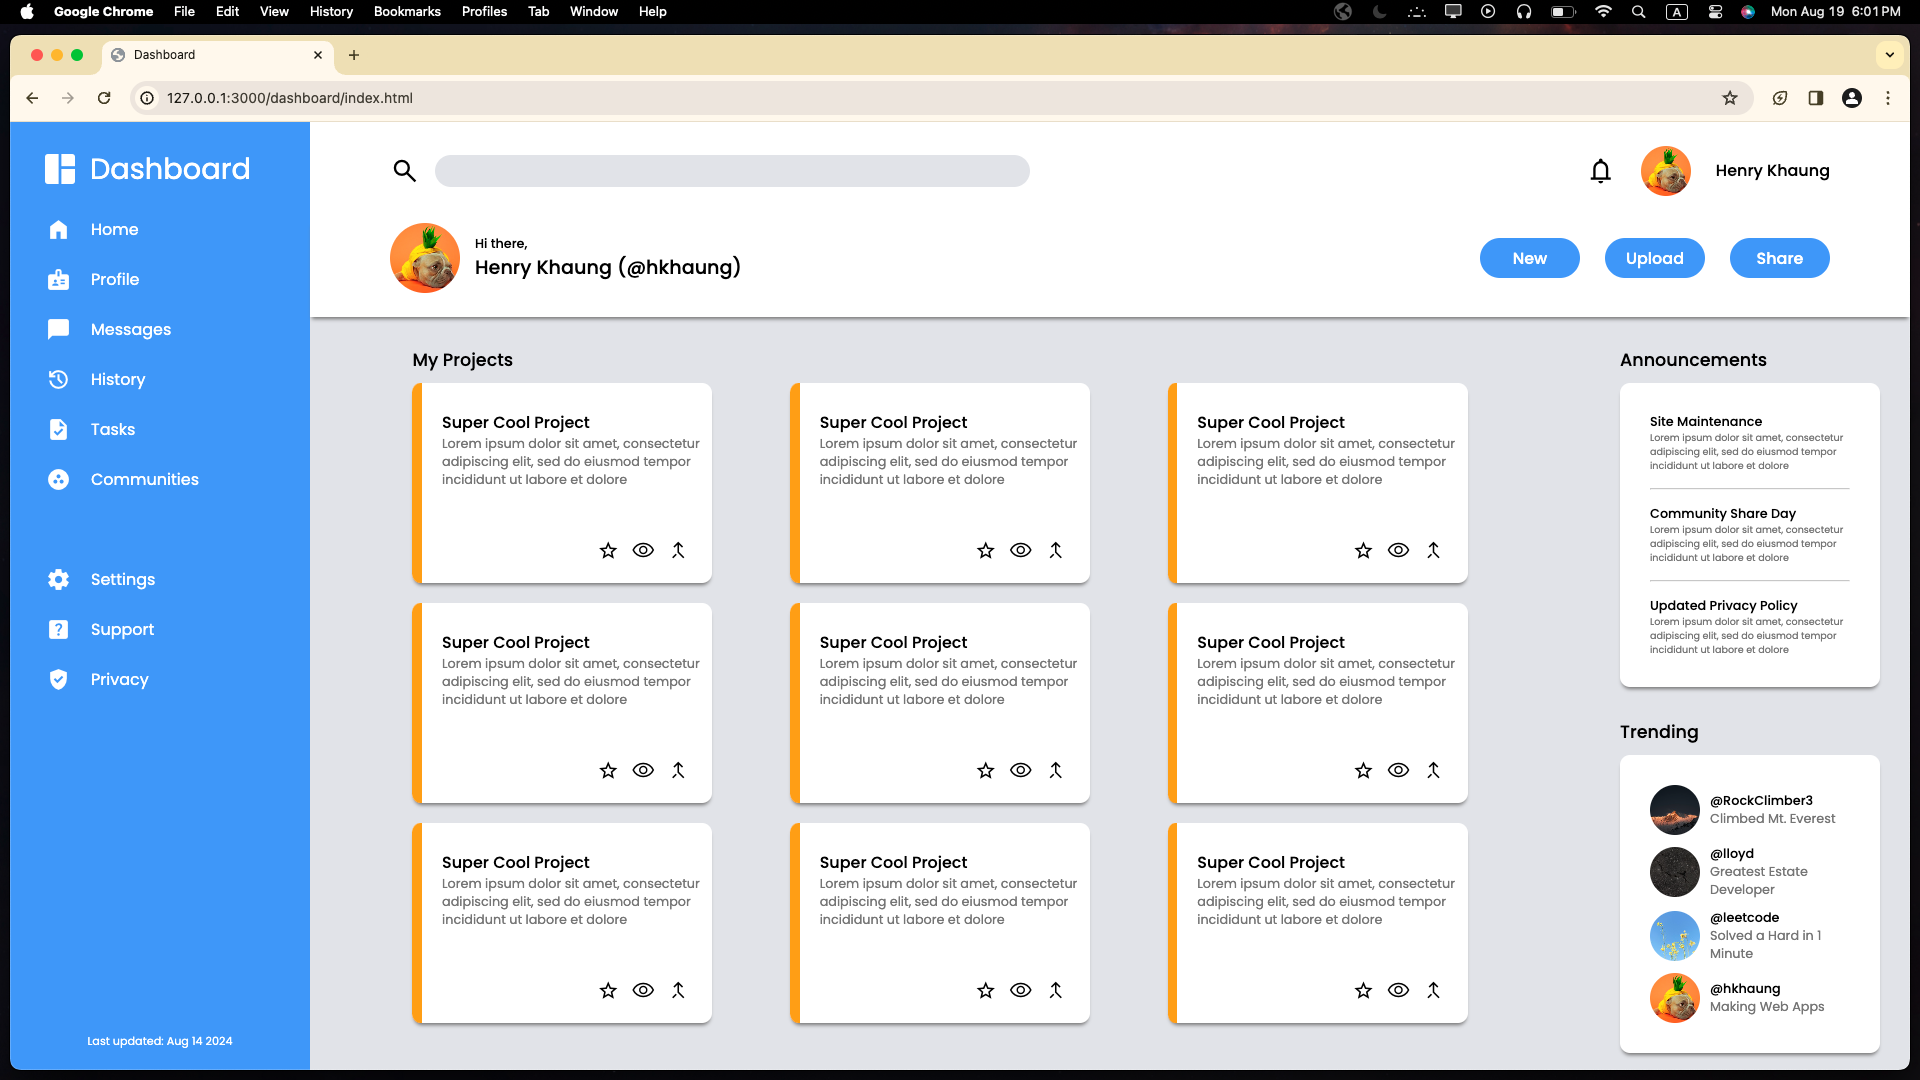 Google Chrome File Edit View History Bookmarks Profiles Tab Window Help A Mon Aug 19 6:01 PM
Dashboard
127.0.0.1:3000/dashboard/index.html
Dashboard
Home
Profile
Messages
History
Tasks
Communities
Settings
Support
Privacy
Last updated: Aug 14 2024
Henry Khaung
Hi there,
Henry Khaung (@hkhaung)
New Upload Share
My Projects
Super Cool Project
Lorem ipsum dolor sit amet, consectetur
adipiscing elit, sed do eiusmod tempor
incididunt ut labore et dolore
Super Cool Project
Lorem ipsum dolor sit amet, consectetur
adipiscing elit, sed do eiusmod tempor
incididunt ut labore et dolore
Super Cool Project
Lorem ipsum dolor sit amet, consectetur
adipiscing elit, sed do eiusmod tempor
incididunt ut labore et dolore
Super Cool Project
Lorem ipsum dolor sit amet, consectetur
adipiscing elit, sed do eiusmod tempor
incididunt ut labore et dolore
Super Cool Project
Lorem ipsum dolor sit amet, consectetur
adipiscing elit, sed do eiusmod tempor
incididunt ut labore et dolore
Super Cool Project
Lorem ipsum dolor sit amet, consectetur
adipiscing elit, sed do eiusmod tempor
incididunt ut labore et dolore
Super Cool Project
Lorem ipsum dolor sit amet, consectetur
adipiscing elit, sed do eiusmod tempor
incididunt ut labore et dolore
Super Cool Project
Lorem ipsum dolor sit amet, consectetur
adipiscing elit, sed do eiusmod tempor
incididunt ut labore et dolore
Super Cool Project
Lorem ipsum dolor sit amet, consectetur
adipiscing elit, sed do eiusmod tempor
incididunt ut labore et dolore
Announcements
Site Maintenance
Lorem ipsum dolor sit amet, consectetur
adipiscing elit, sed do eiusmod tempor
incididunt ut labore et dolore
Community Share Day
Lorem ipsum dolor sit amet, consectetur
adipiscing elit, sed do eiusmod tempor
incididunt ut labore et dolore
Updated Privacy Policy
Lorem ipsum dolor sit amet, consectetur
adipiscing elit, sed do eiusmod tempor
incididunt ut labore et dolore
Trending
@RockClimber3
Climbed Mt. Everest
@lloyd
Greatest Estate
Developer
@leetcode
Solved a Hard in 1
Minute
@hkhaung
Making Web Apps